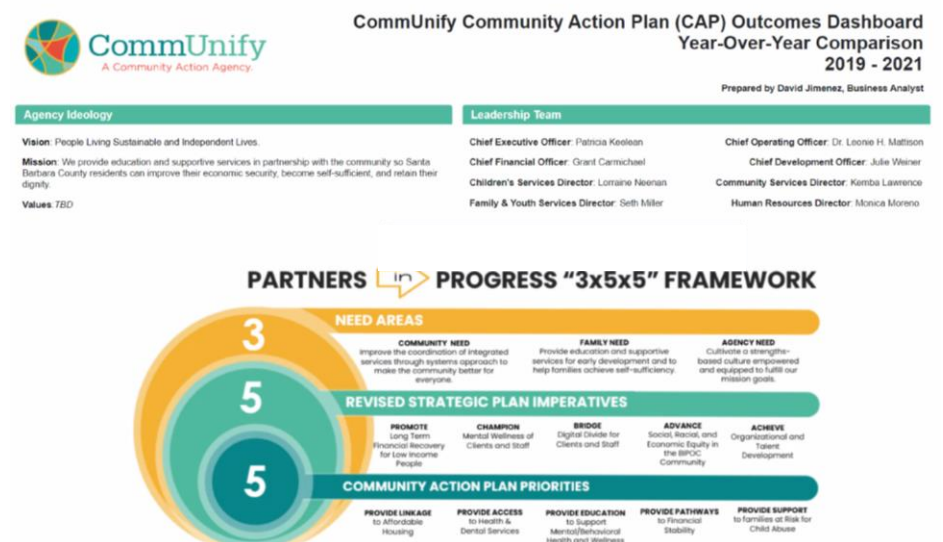 CommUnify
A Community Action Agency.
CommUnify Community Action Plan (CAP) Outcomes Dashboard
Year-Over-Year Comparison
2019 - 2021
Prepared by David Jimenez, Business Analyst
Agency Ideology
Vision: People Living Sustainable and Independent Lives.
Mission: We provide education and supportive services in partnership with the community so Santa
Barbara County residents can improve their economic security, become self-sufficient, and retain their
dignity.
Values: TBD
Leadership Team
Chief Executive Officer: Patricia Keelean
Chief Operating Officer: Dr. Leonie H. Mattison
Chief Financial Officer: Grant Carmichael
Chief Development Officer: Julie Weiner
Children's Services Director: Lorraine Neenan
Community Services Director: Kemba Lawrence
Family & Youth Services Director: Seth Miller
Human Resources Director: Monica Moreno
PARTNERS in PROGRESS “3x5x5” FRAMEWORK
3
NEED AREAS
COMMUNITY NEED
Improve the coordination of integrated
services through systems approach to
make the community better for
everyone.
FAMILY NEED
Provide education and supportive
services for early development and to
help families achieve self-sufficiency.
AGENCY NEED
Cultivate a strengths-
based culture empowered
and equipped to fulfill our
mission goals.
5
REVISED STRATEGIC PLAN IMPERATIVES
PROMOTE
Long Term
Financial Recovery
for Low Income
People
CHAMPION
Mental Wellness of
Clients and Staff
BRIDGE
Digital Divide for
Clients and Staff
ADVANCE
Social, Racial, and
Economic Equity in
the BIPOC
Community
ACHIEVE
Organizational and
Talent
Development
5
COMMUNITY ACTION PLAN PRIORITIES
PROVIDE LINKAGE
to Affordable
Housing
PROVIDE ACCESS
to Health &
Dental Services
PROVIDE EDUCATION
to Support
Mental/Behavioral
Health and Wellness
PROVIDE PATHWAYS
to Financial
Stability
PROVIDE SUPPORT
to families at Risk for
Child Abuse